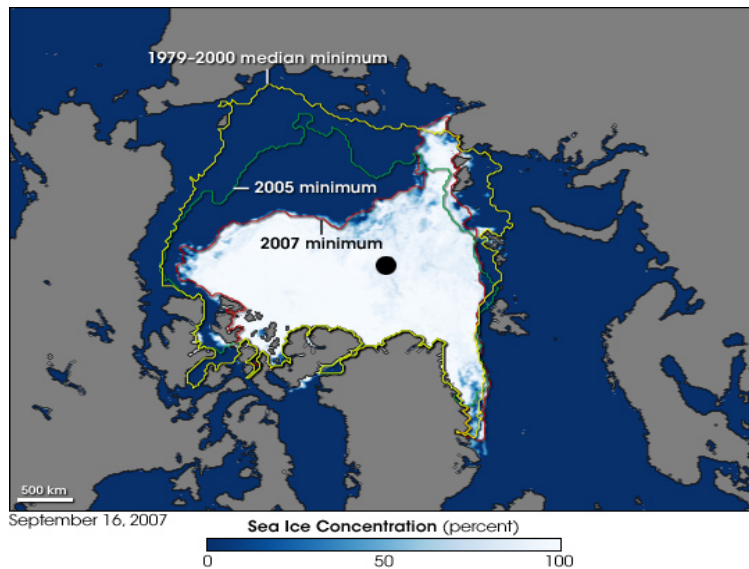 1979-2000 median minimum
2005 minimum
2007 minimum
500 km
September 16, 2007
Sea Ice Concentration (percent)
0 50 100